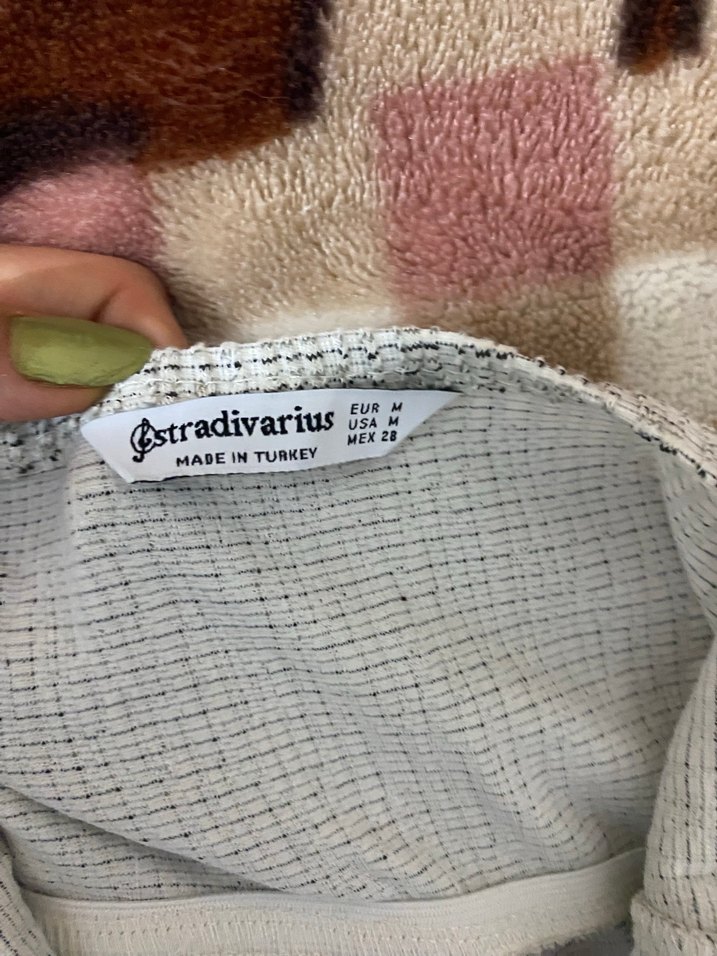 Stradivarius
MADE IN TURKEY
EUR M
USA M
MEX 28